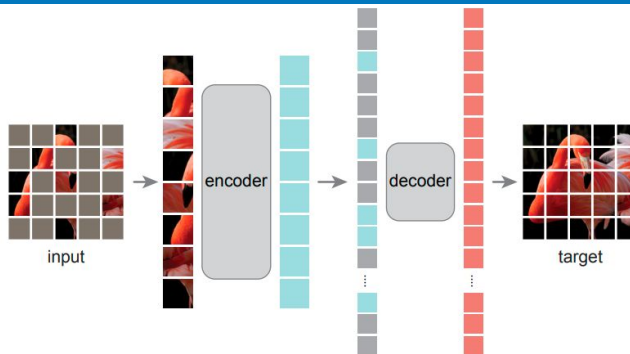 input
encoder
decoder
target